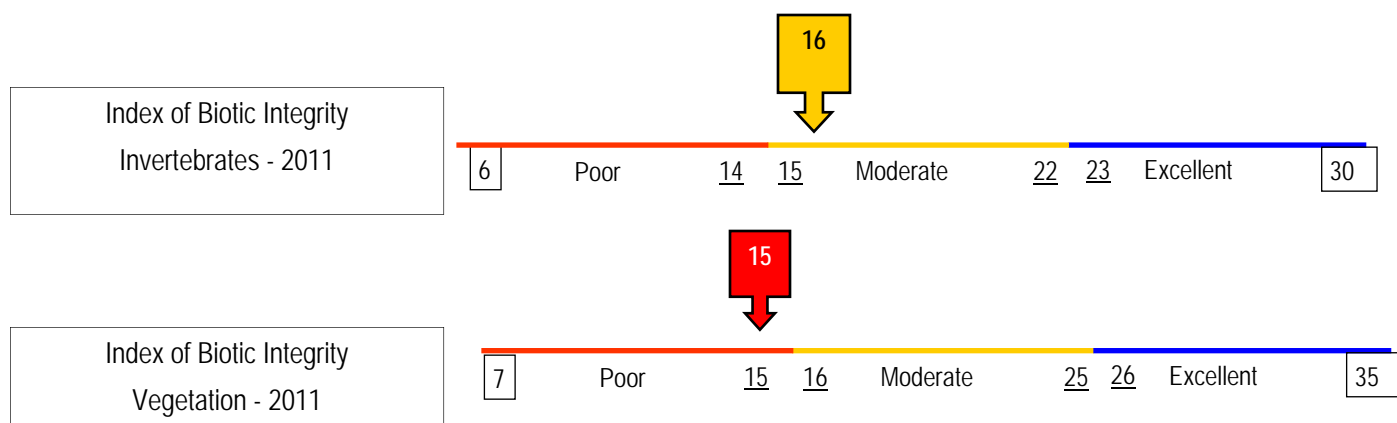 16
Index of Biotic Integrity
Invertebrates - 2011
6 Poor 14 15 Moderate 22 23 Excellent 30
15
Index of Biotic Integrity
Vegetation - 2011
7 Poor 15 16 Moderate 25 26 Excellent 35